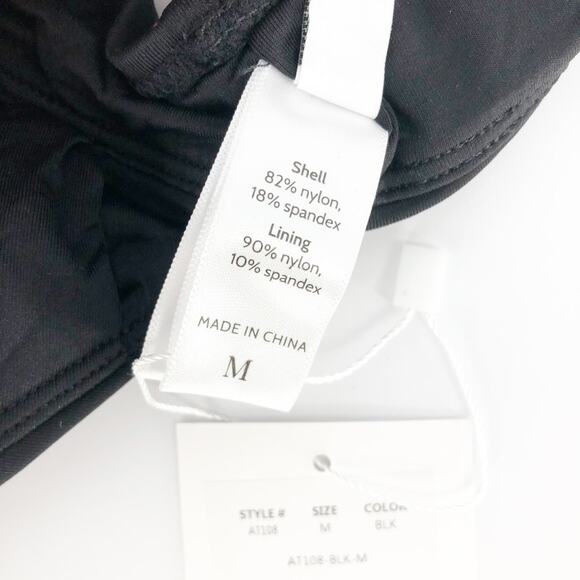 Shell
82% nylon,
18% spandex
Lining
90% nylon,
10% spandex
MADE IN CHINA
M
STYLE # SIZE COLOR
AT108 M BLK
AT108-BLK-M